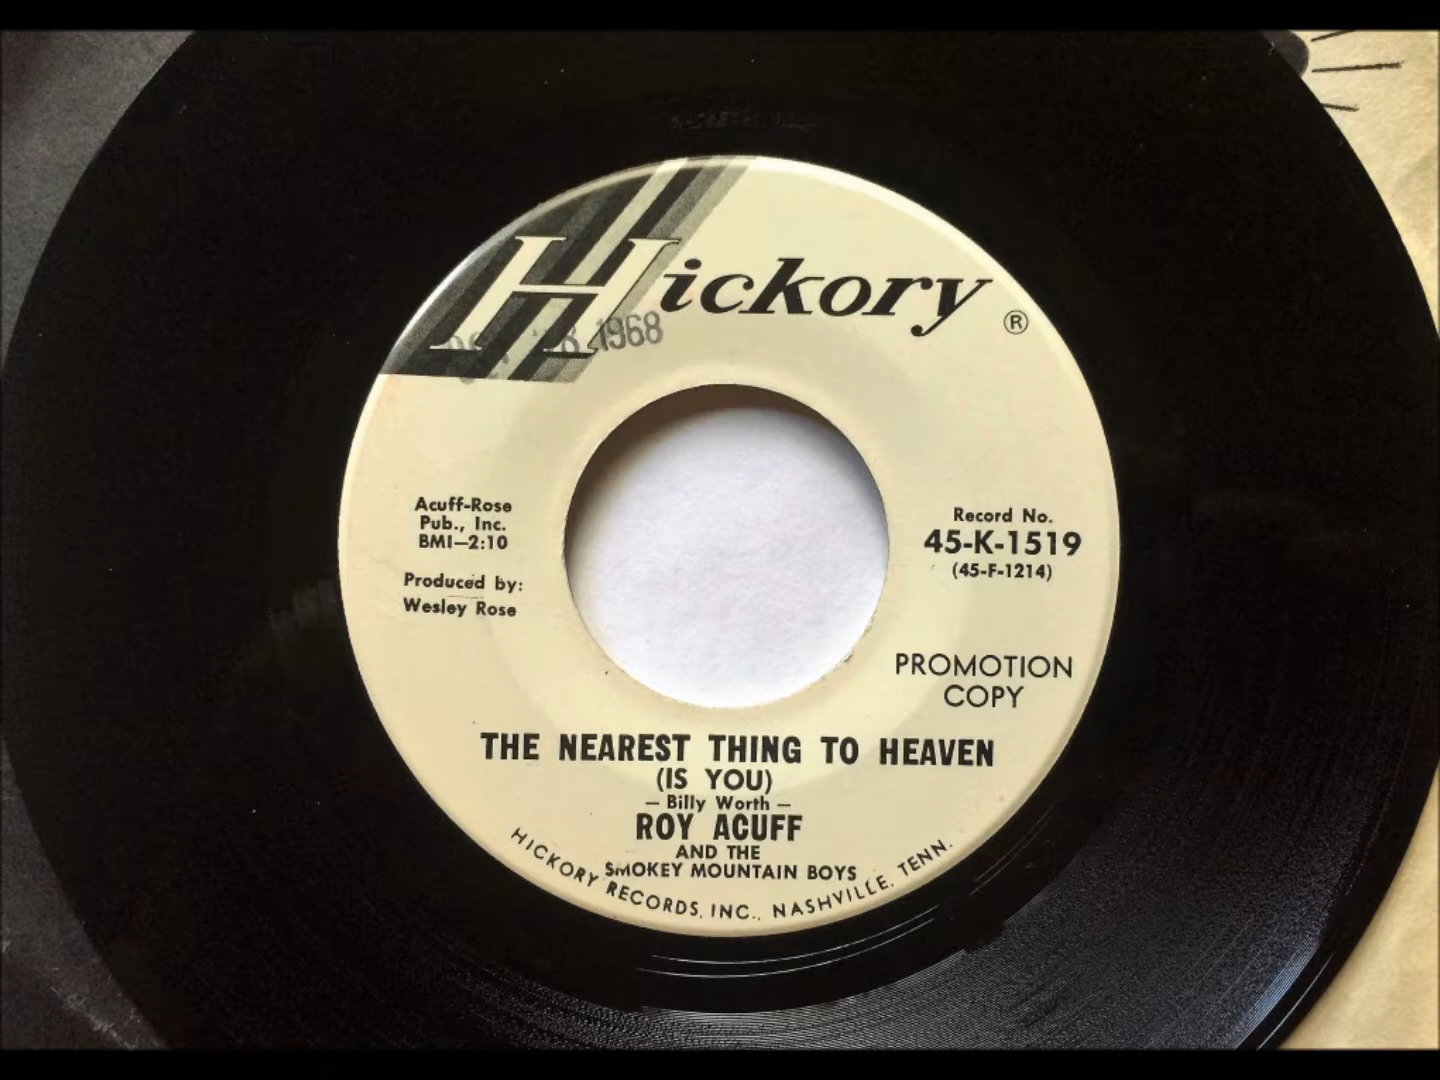 Hickory ®
1968
Acuff-Rose
Pub., Inc.
BMI—2:10
Produced by:
Wesley Rose
Record No.
45-K-1519
(45-F-1214)
PROMOTION
COPY
THE NEAREST THING TO HEAVEN
(IS YOU)
— Billy Worth —
ROY ACUFF
AND THE
SMOKEY MOUNTAIN BOYS
HICKORY RECORDS, INC., NASHVILLE, TENN.